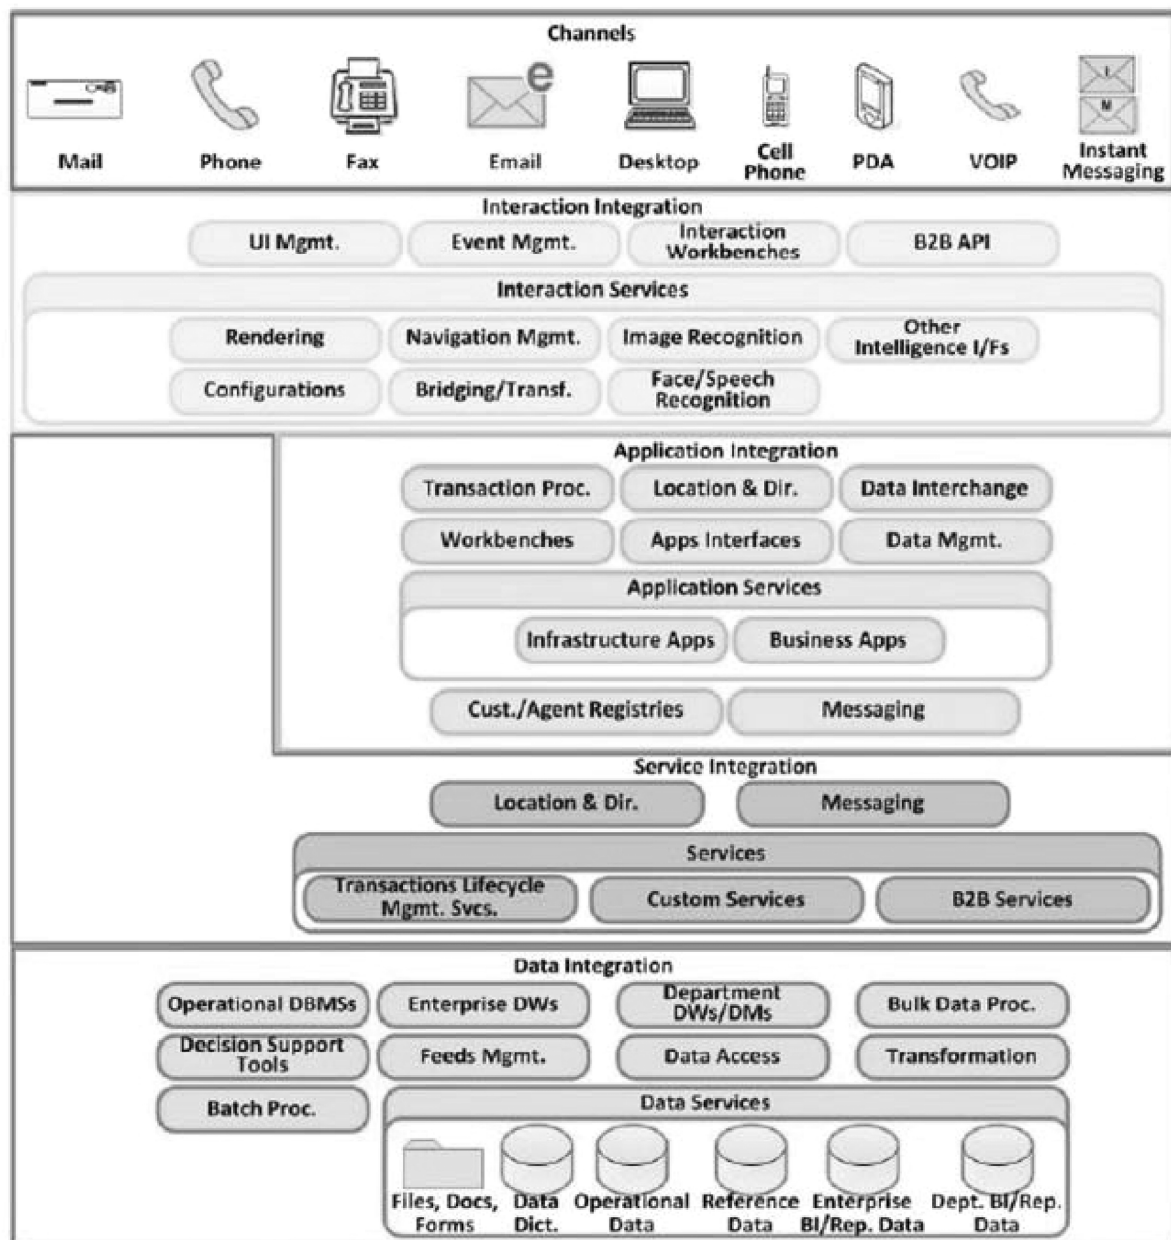 Channels
e
I
M
Mail
Phone
Fax
Email
Desktop
Cell
Phone
PDA
VOIP
Instant
Messaging
Interaction Integration
UI Mgmt.
Event Mgmt.
Interaction
Workbenches
B2B API
Interaction Services
Rendering
Navigation Mgmt.
Image Recognition
Other
Intelligence I/Fs
Configurations
Bridging/Transf.
Face/Speech
Recognition
Application Integration
Transaction Proc.
Location & Dir.
Data Interchange
Workbenches
Apps Interfaces
Data Mgmt.
Application Services
Infrastructure Apps
Business Apps
Cust./Agent Registries
Messaging
Service Integration
Location & Dir.
Messaging
Services
Transactions Lifecycle
Mgmt. Svcs.
Custom Services
B2B Services
Data Integration
Operational DBMSs
Enterprise DWs
Department
DWs/DMs
Bulk Data Proc.
Decision Support
Tools
Feeds Mgmt.
Data Access
Transformation
Batch Proc.
Data Services
Files, Docs,
Forms
Data
Dict.
Operational
Data
Reference
Data
Enterprise
BI/Rep. Data
Dept. BI/Rep.
Data